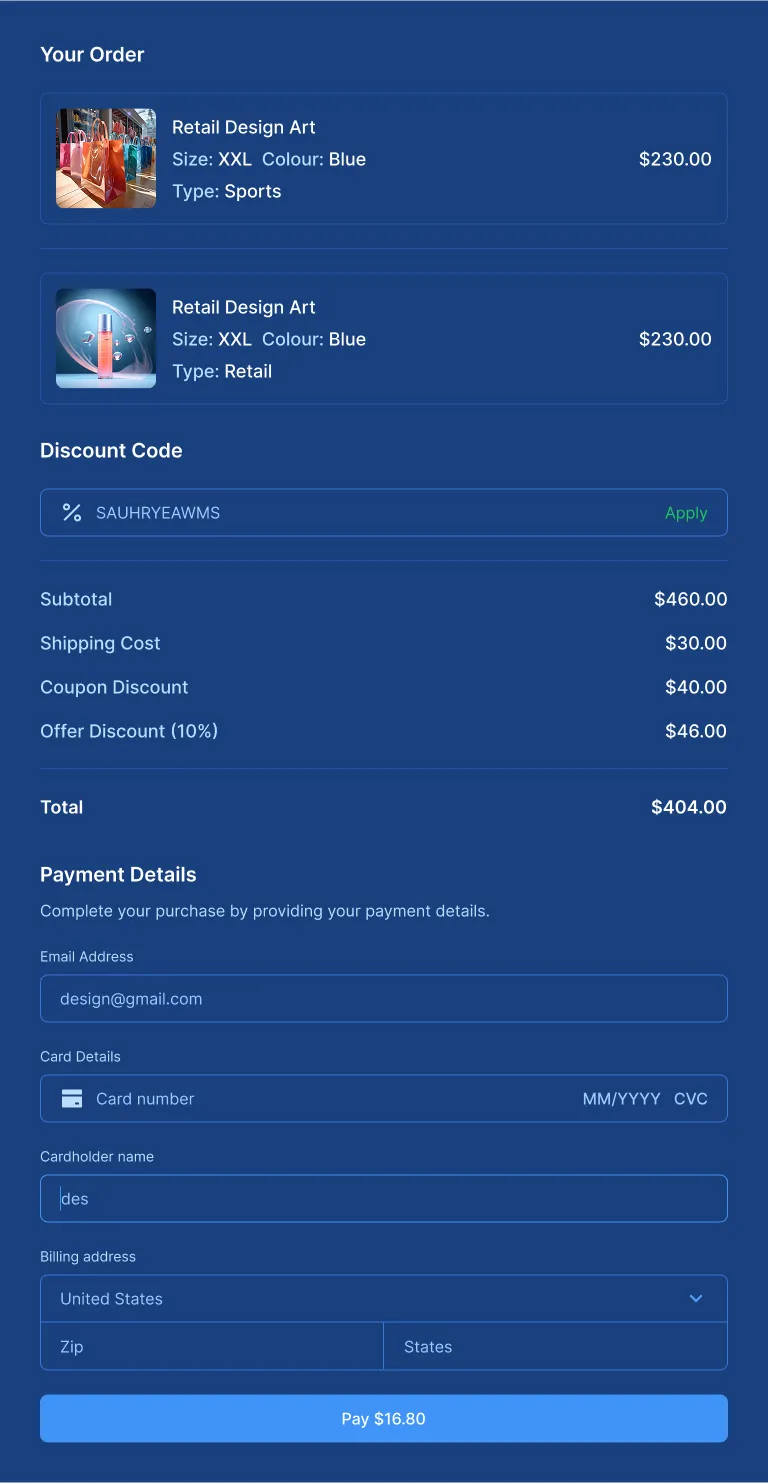 Your Order
Retail Design Art
Size: XXL Colour: Blue
$230.00
Type: Sports
Retail Design Art
Size: XXL Colour: Blue
$230.00
Type: Retail
Discount Code
SAUHRYEAWMS Apply
Subtotal $460.00
Shipping Cost $30.00
Coupon Discount $40.00
Offer Discount (10%) $46.00
Total $404.00
Payment Details
Complete your purchase by providing your payment details.
Email Address
design@gmail.com
Card Details
Card number MM/YYYY CVC
Cardholder name
des
Billing address
United States
Zip States
Pay $16.80